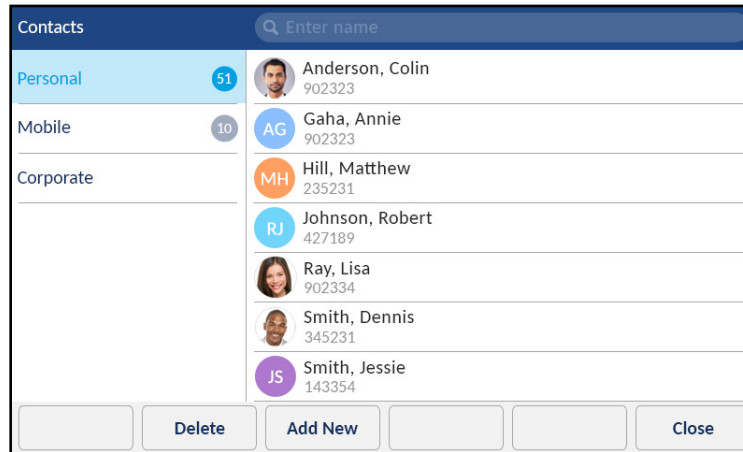 Contacts
Enter name
Personal
51
Mobile
10
Corporate
Anderson, Colin
902323
AG
Gaha, Annie
902323
MH
Hill, Matthew
235231
RJ
Johnson, Robert
427189
Ray, Lisa
902334
Smith, Dennis
345231
JS
Smith, Jessie
143354
Delete
Add New
Close